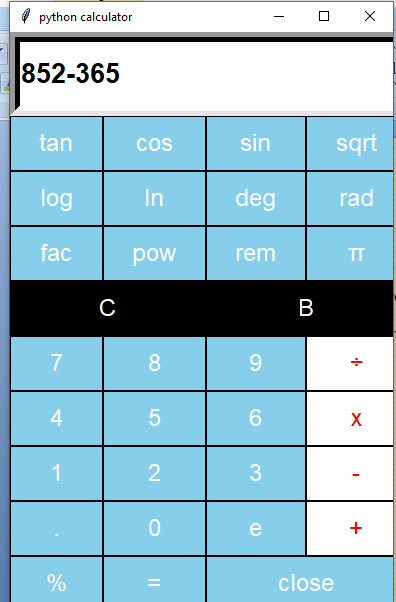 python calculator
852-365
tan cos sin sqrt
log ln deg rad
fac pow rem π
C B
7 8 9 ÷
4 5 6 x
1 2 3 -
. 0 e +
% = close